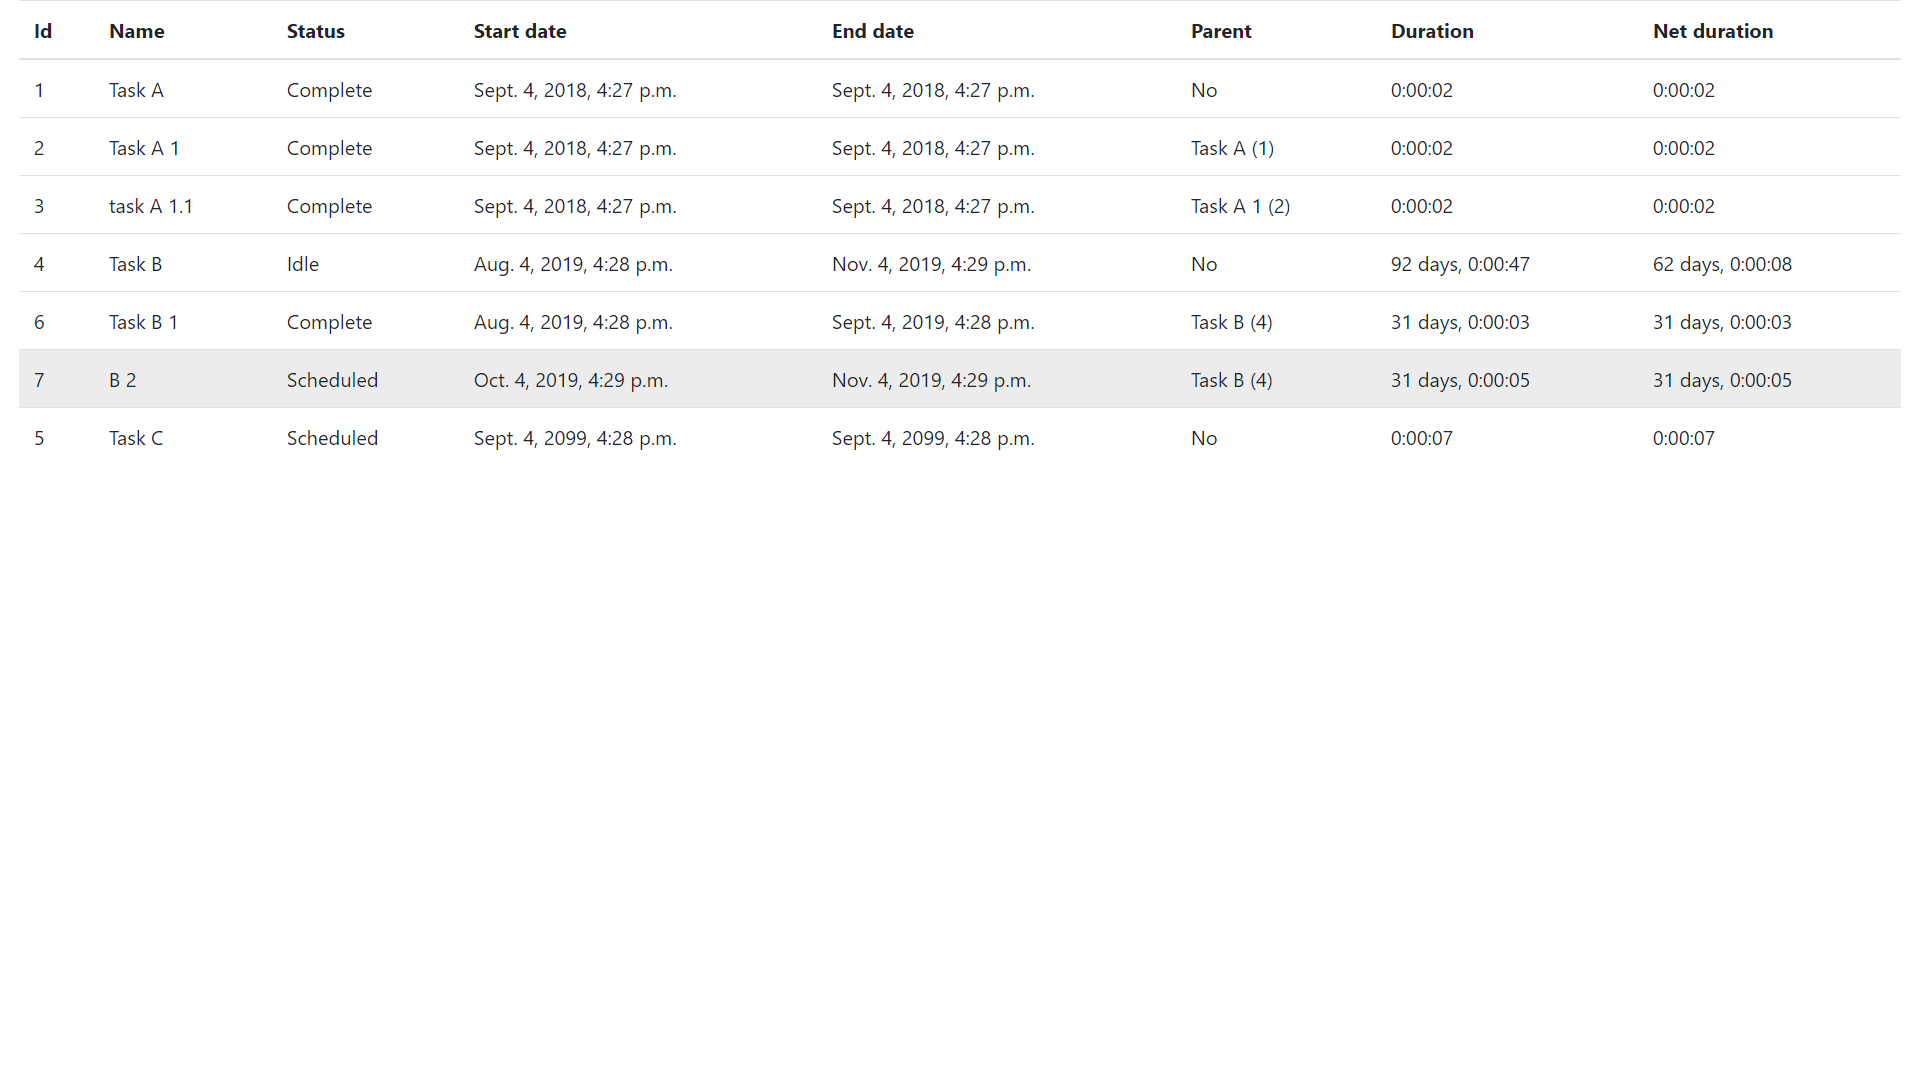 Id Name Status Start date End date Parent Duration Net duration
1 Task A Complete Sept. 4, 2018, 4:27 p.m. Sept. 4, 2018, 4:27 p.m. No 0:00:02 0:00:02
2 Task A 1 Complete Sept. 4, 2018, 4:27 p.m. Sept. 4, 2018, 4:27 p.m. Task A (1) 0:00:02 0:00:02
3 task A 1.1 Complete Sept. 4, 2018, 4:27 p.m. Sept. 4, 2018, 4:27 p.m. Task A 1 (2) 0:00:02 0:00:02
4 Task B Idle Aug. 4, 2019, 4:28 p.m. Nov. 4, 2019, 4:29 p.m. No 92 days, 0:00:47 62 days, 0:00:08
6 Task B 1 Complete Aug. 4, 2019, 4:28 p.m. Sept. 4, 2019, 4:28 p.m. Task B (4) 31 days, 0:00:03 31 days, 0:00:03
7 B 2 Scheduled Oct. 4, 2019, 4:29 p.m. Nov. 4, 2019, 4:29 p.m. Task B (4) 31 days, 0:00:05 31 days, 0:00:05
5 Task C Scheduled Sept. 4, 2099, 4:28 p.m. Sept. 4, 2099, 4:28 p.m. No 0:00:07 0:00:07